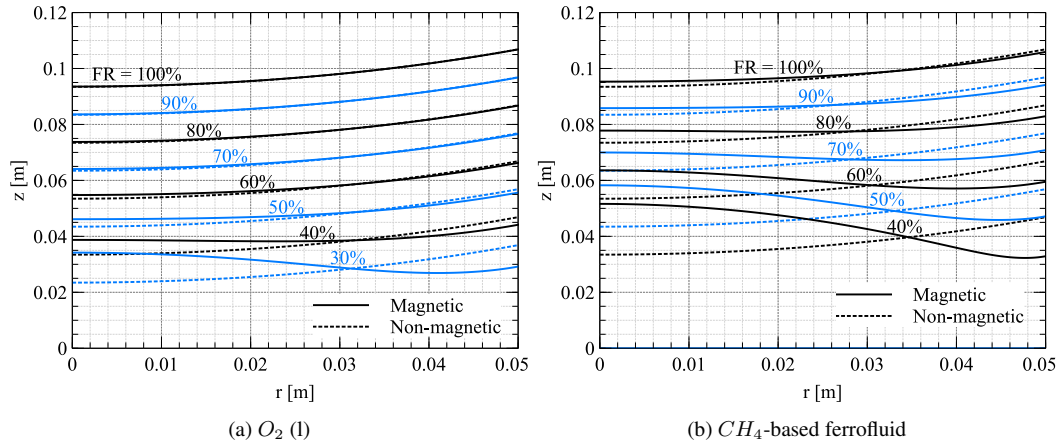 0.12
0.1
0.08
0.06
0.04
0.02
0
z [m]
FR = 100%
90%
80%
70%
60%
50%
40%
30%
Magnetic
Non-magnetic
0 0.01 0.02 0.03 0.04 0.05
r [m]
(a) O2 (l)
0.12
0.1
0.08
0.06
0.04
0.02
0
z [m]
FR = 100%
90%
80%
70%
60%
50%
40%
Magnetic
Non-magnetic
0 0.01 0.02 0.03 0.04 0.05
r [m]
(b) CH4-based ferrofluid